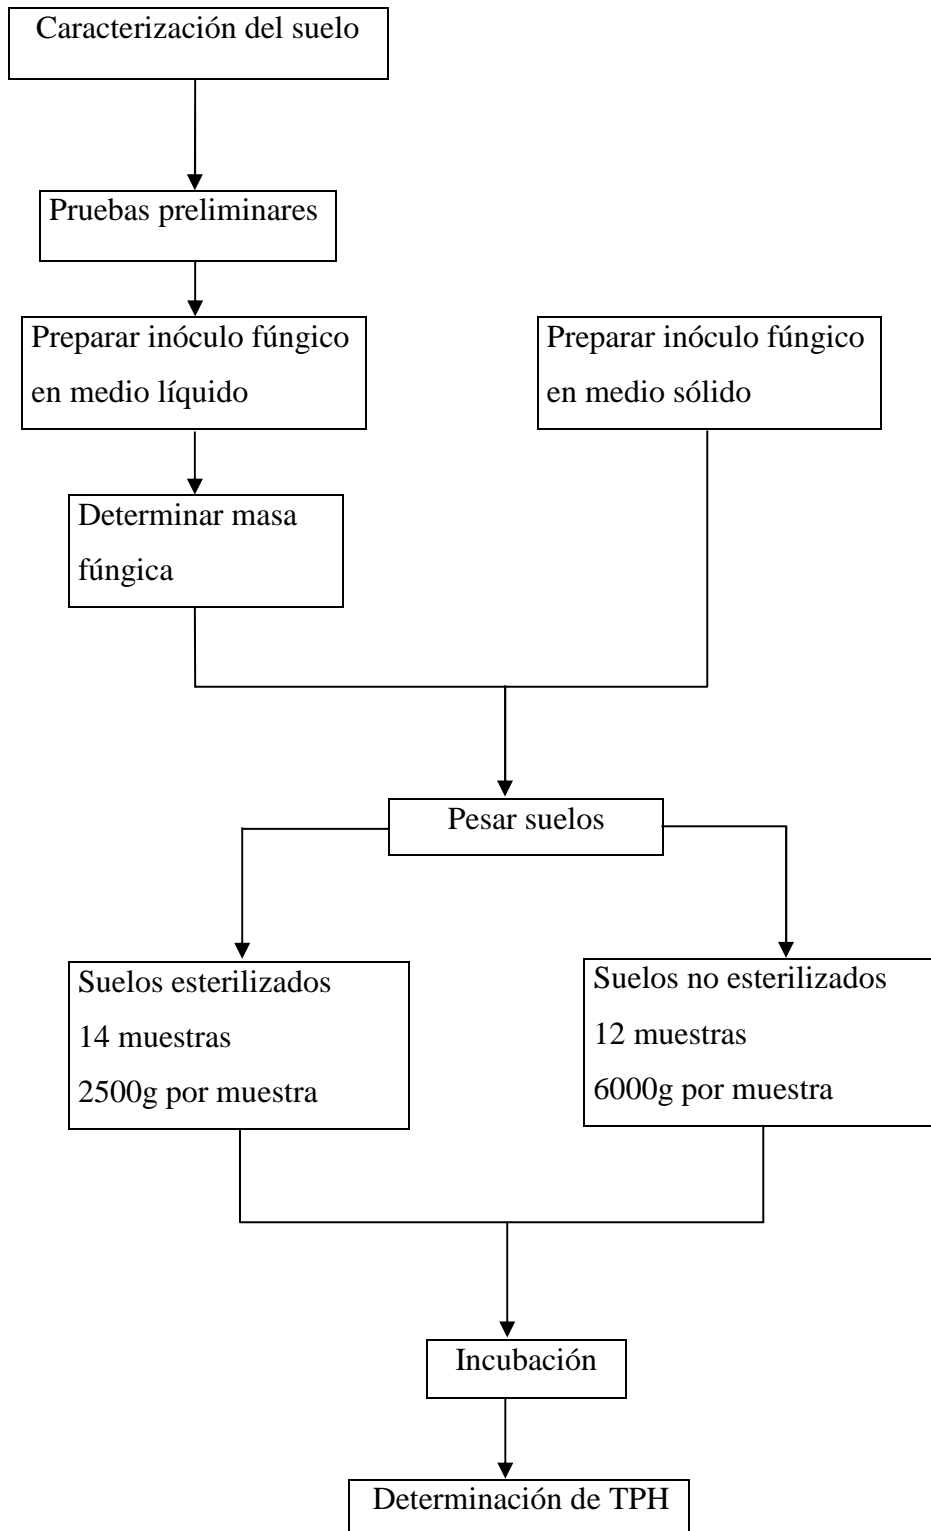 Caracterización del suelo
Pruebas preliminares
Preparar inóculo fúngico
en medio líquido
Preparar inóculo fúngico
en medio sólido
Determinar masa
fúngica
Pesar suelos
Suelos esterilizados
14 muestras
2500g por muestra
Suelos no esterilizados
12 muestras
6000g por muestra
Incubación
Determinación de TPH